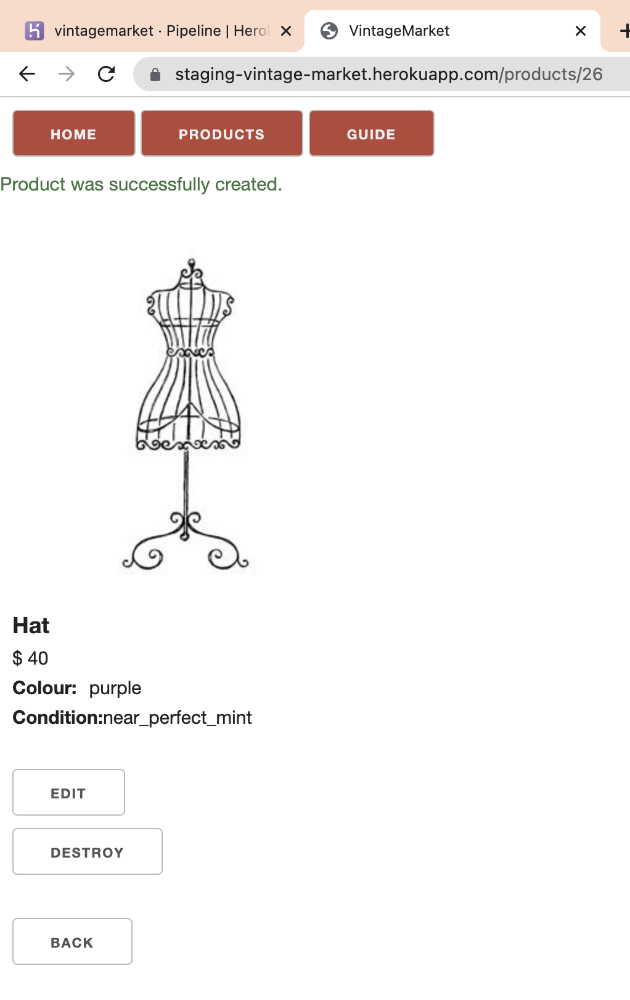 vintagemarket · Pipeline | Hero
VintageMarket
staging-vintage-market.herokuapp.com/products/26
HOME PRODUCTS GUIDE
Product was successfully created.
Hat
$ 40
Colour: purple
Condition:near_perfect_mint
EDIT
DESTROY
BACK